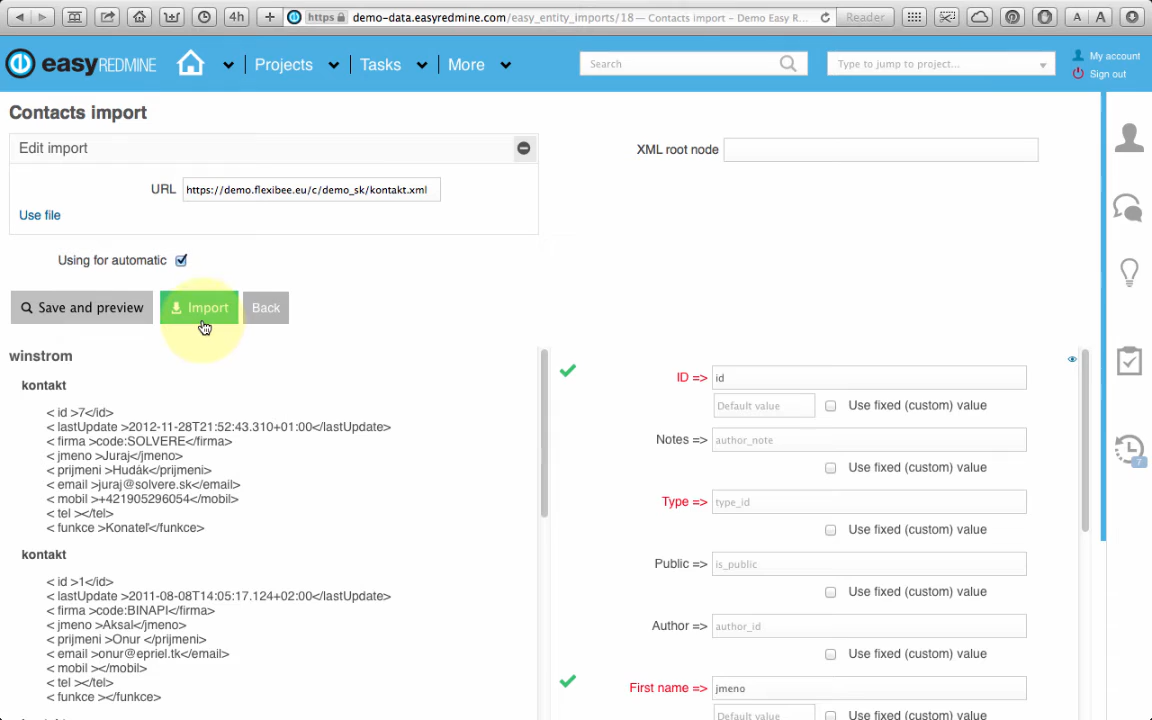 4h
https demo-data.easyredmine.com/easy_entity_imports/18 — Contacts import – Demo Easy R...
Reader
A A
easyREDMINE
Projects
Tasks
More
Search
Type to jump to project...
My account
Sign out
Contacts import
Edit import
URL https://demo.flexibee.eu/c/demo_sk/kontakt.xml
Use file
XML root node
Using for automatic
Save and preview
Import
Back
winstrom
kontakt
< id >7</id>
< lastUpdate >2012-11-28T21:52:43.310+01:00</lastUpdate>
< firma >code:SOLVERE</firma>
< jmeno >Juraj</jmeno>
< prijmeni >Hudák</prijmeni>
< email >juraj@solvere.sk</email>
< mobil >+421905296054</mobil>
< tel ></tel>
< funkce >Konateľ</funkce>
kontakt
< id >1</id>
< lastUpdate >2011-08-08T14:05:17.124+02:00</lastUpdate>
< firma >code:BINAPI</firma>
< jmeno >Aksal</jmeno>
< prijmeni >Onur </prijmeni>
< email >onur@epriel.tk</email>
< mobil ></mobil>
< tel ></tel>
< funkce ></funkce>
ID => id
Default value Use fixed (custom) value
Notes => author_note
Use fixed (custom) value
Type => type_id
Use fixed (custom) value
Public => is_public
Use fixed (custom) value
Author => author_id
Use fixed (custom) value
First name => jmeno
Default value Use fixed (custom) value
7